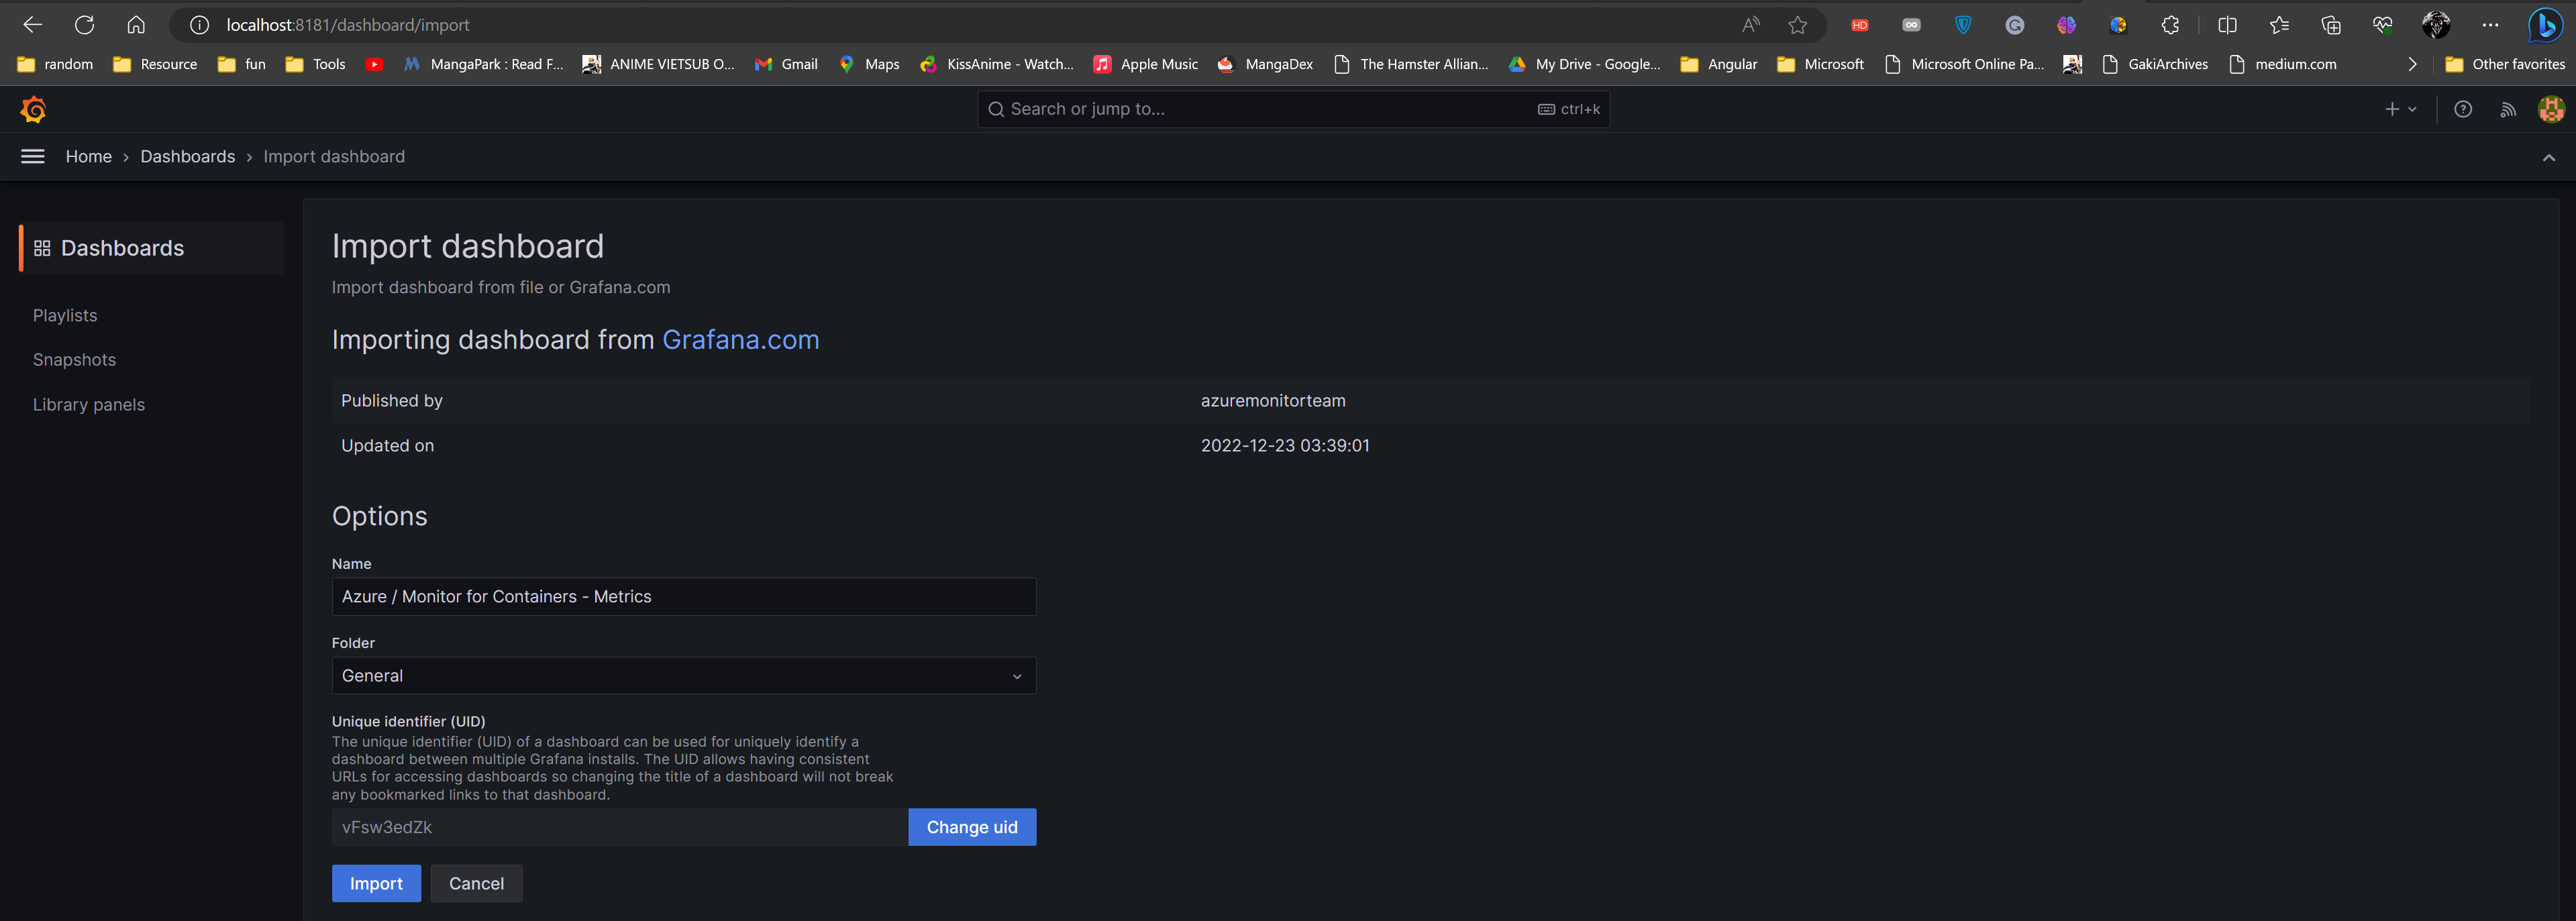 localhost:8181/dashboard/import
HD
random Resource fun Tools MangaPark : Read F... ANIME VIETSUB O... Gmail Maps KissAnime - Watch... Apple Music MangaDex The Hamster Allian... My Drive - Google... Angular Microsoft Microsoft Online Pa... GakiArchives medium.com Other favorites
Search or jump to... ctrl+k
Home › Dashboards › Import dashboard
Dashboards
Playlists
Snapshots
Library panels
Import dashboard
Import dashboard from file or Grafana.com
Importing dashboard from Grafana.com
Published by azuremonitorteam
Updated on 2022-12-23 03:39:01
Options
Name
Azure / Monitor for Containers - Metrics
Folder
General
Unique identifier (UID)
The unique identifier (UID) of a dashboard can be used for uniquely identify a
dashboard between multiple Grafana installs. The UID allows having consistent
URLs for accessing dashboards so changing the title of a dashboard will not break
any bookmarked links to that dashboard.
vFsw3edZk Change uid
Import Cancel